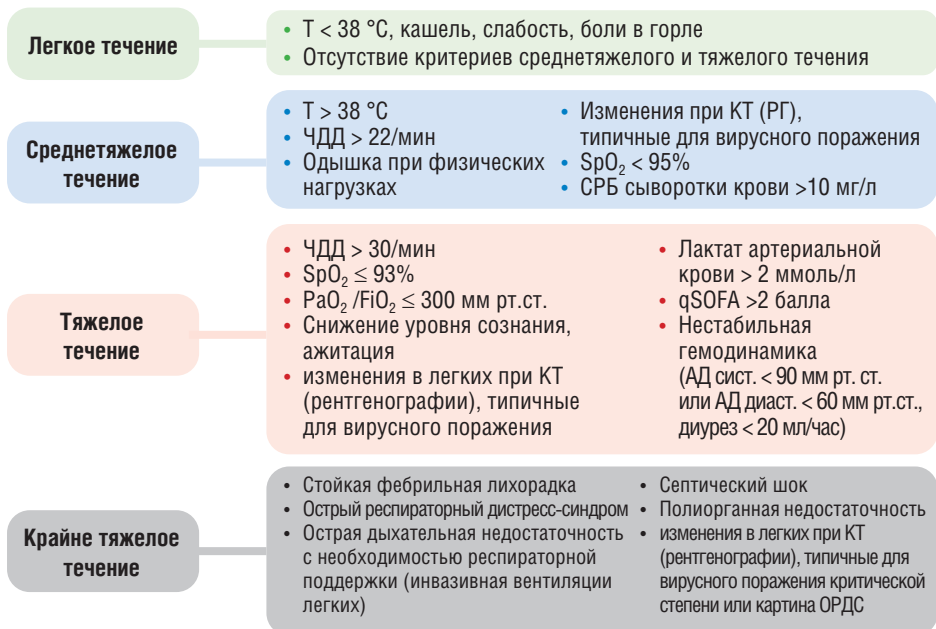 Легкое течение
• T < 38 °C, кашель, слабость, боли в горле
• Отсутствие критериев среднетяжелого и тяжелого течения
Среднетяжелое
течение
• T > 38 °C
• ЧДД > 22/мин
• Одышка при физических
нагрузках
• Изменения при КТ (РГ),
типичные для вирусного поражения
• SpO₂ < 95%
• СРБ сыворотки крови >10 мг/л
Тяжелое
течение
• ЧДД > 30/мин
• SpO₂ ≤ 93%
• PaO₂ /FiO₂ ≤ 300 мм рт.ст.
• Снижение уровня сознания,
ажитация
• изменения в легких при КТ
(рентгенографии), типичные
для вирусного поражения
• Лактат артериальной
крови > 2 ммоль/л
• qSOFA >2 балла
• Нестабильная
гемодинамика
(АД сист. < 90 мм рт. ст.
или АД диаст. < 60 мм рт.ст.,
диурез < 20 мл/час)
Крайне тяжелое
течение
• Стойкая фебрильная лихорадка
• Острый респираторный дистресс-синдром
• Острая дыхательная недостаточность
с необходимостью респираторной
поддержки (инвазивная вентиляции
легких)
• Септический шок
• Полиорганная недостаточность
• изменения в легких при КТ
(рентгенографии), типичные для
вирусного поражения критической
степени или картина ОРДС